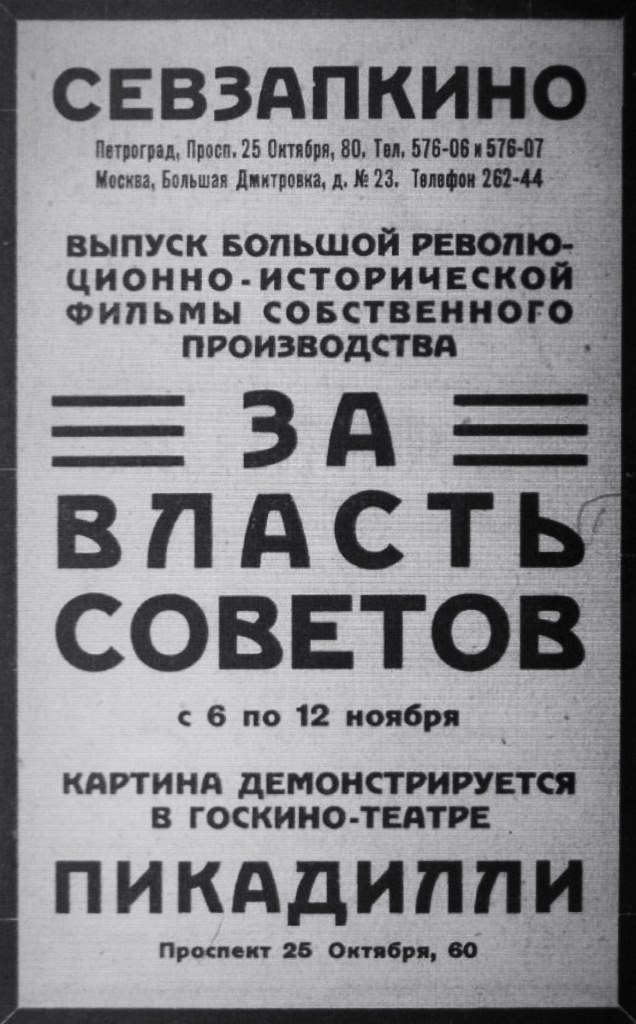 СЕВЗАПКИНО
Петроград, Просп. 25 Октября, 80. Тел. 576-06 и 576-07
Москва, Большая Дмитровка, д. № 23. Телефон 262-44
ВЫПУСК БОЛЬШОЙ РЕВОЛЮ-
ЦИОННО-ИСТОРИЧЕСКОЙ
ФИЛЬМЫ СОБСТВЕННОГО
ПРОИЗВОДСТВА
ЗА
ВЛАСТЬ
СОВЕТОВ
с 6 по 12 ноября
КАРТИНА ДЕМОНСТРИРУЕТСЯ
В ГОСКИНО-ТЕАТРЕ
ПИКАДИЛЛИ
Проспект 25 Октября, 60